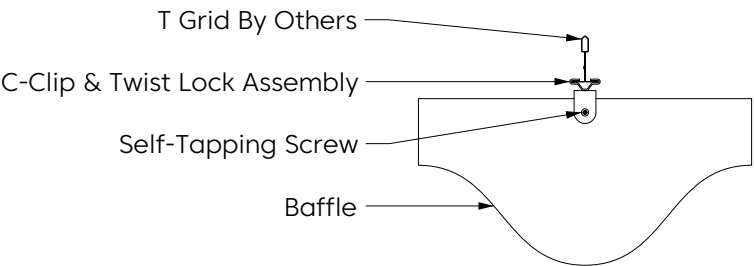 T Grid By Others
C-Clip & Twist Lock Assembly
Self-Tapping Screw
Baffle